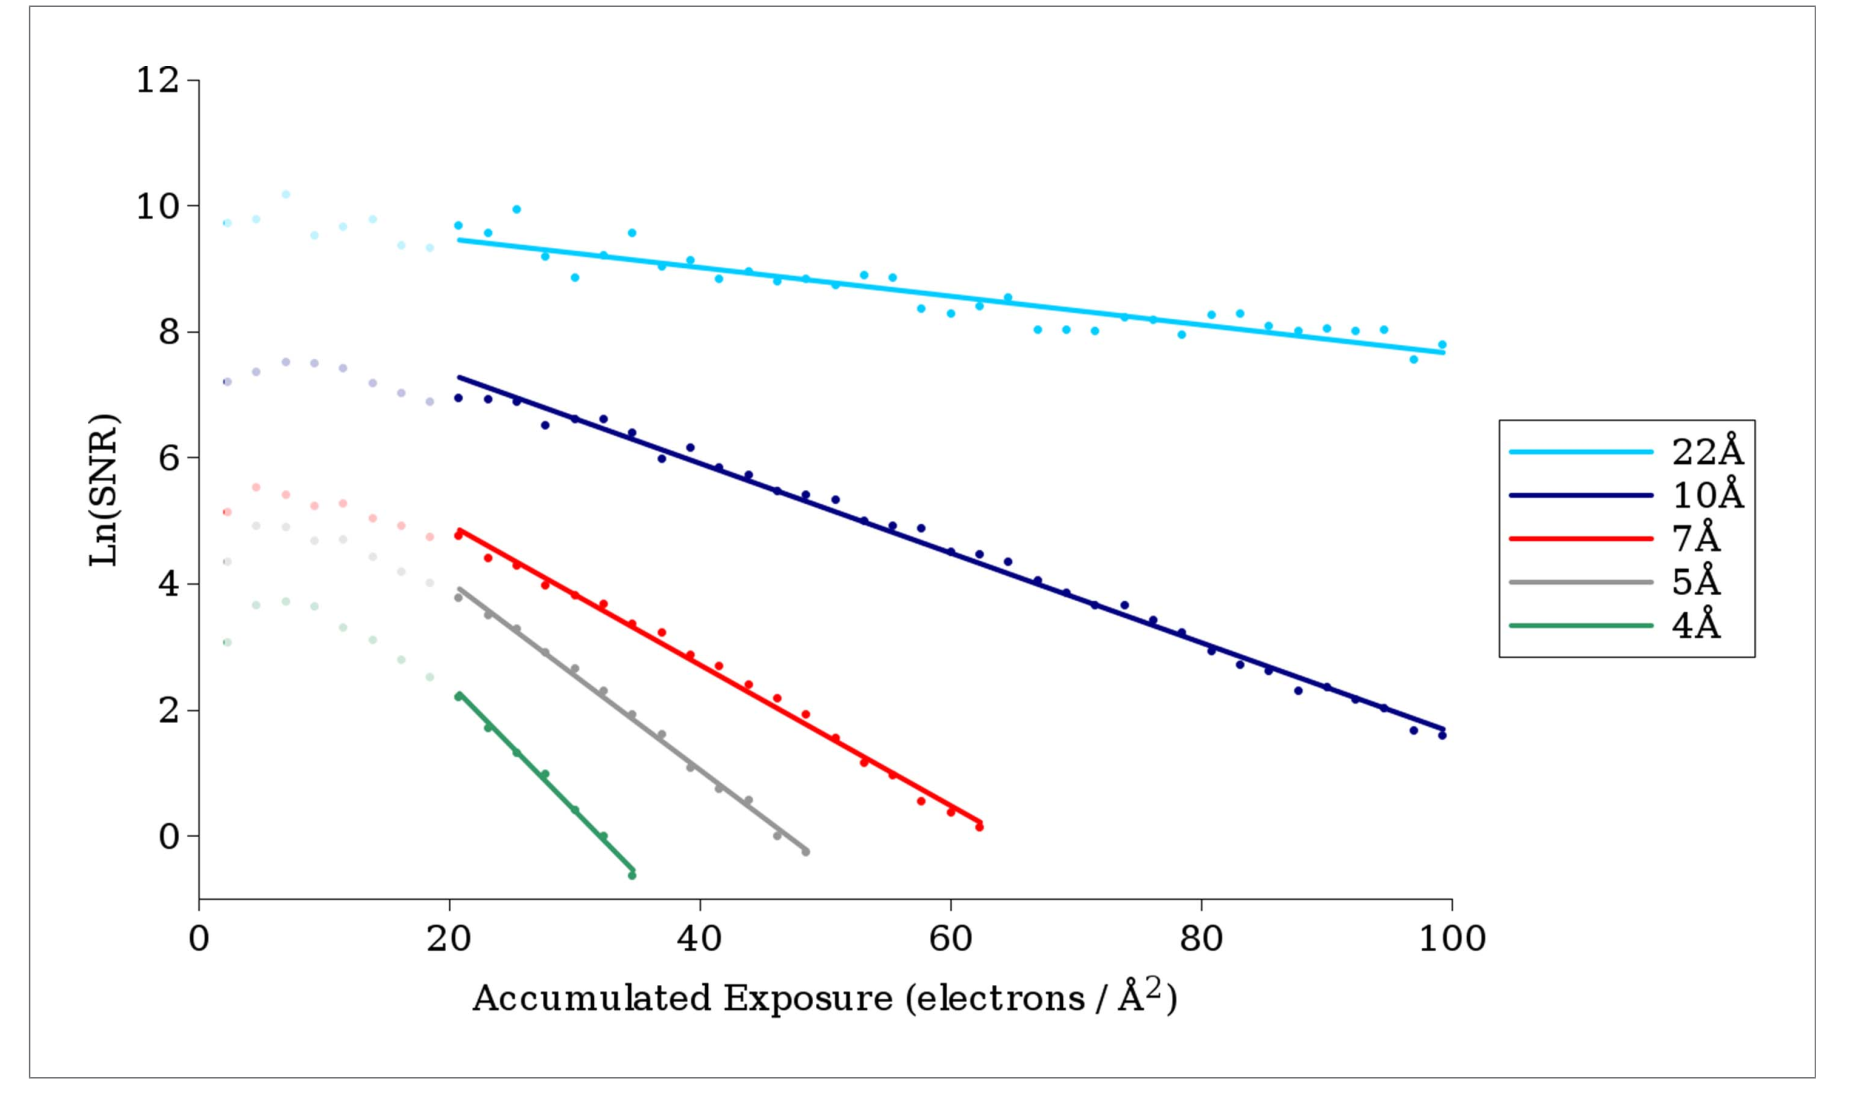 12
10
8
6
4
2
0
Ln(SNR)
0 20 40 60 80 100
Accumulated Exposure (electrons / Å²)
22Å
10Å
7Å
5Å
4Å